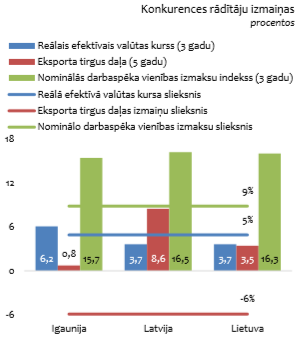 Konkurences rādītāju izmaiņas
procentos
Reālais efektīvais valūtas kurss (3 gadu)
Eksporta tirgus daļa (5 gadu)
Nominālās darbaspēka vienības izmaksu indekss (3 gadu)
Reālā efektīvā valūtas kursa slieksnis
Eksporta tirgus daļas izmaiņu slieksnis
Nominālo darbaspēka vienības izmaksu slieksnis
18
12
9%
5%
6
6,2
0,8
15,7
3,7
8,6
16,5
3,7
3,5
16,3
0
-6%
-6
Igaunija
Latvija
Lietuva